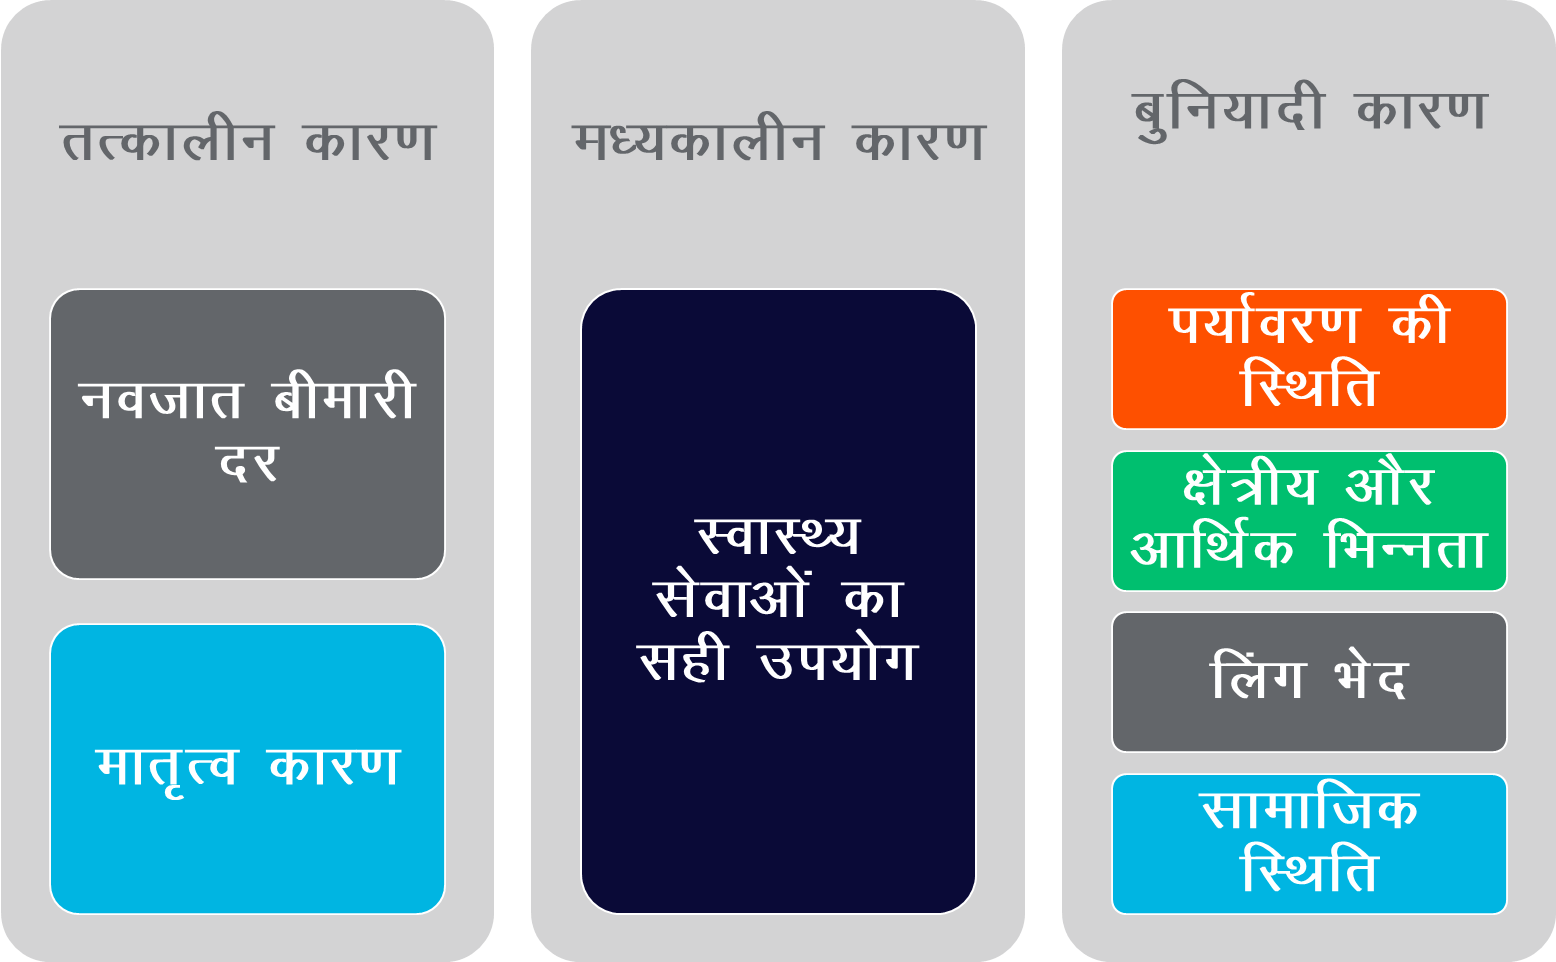 तत्कालीन कारण
नवजात बीमारी
दर
मातृत्व कारण
मध्यकालीन कारण
स्वास्थ्य
सेवाओं का
सही उपयोग
बुनियादी कारण
पर्यावरण की
स्थिति
क्षेत्रीय और
आर्थिक भिन्नता
लिंग भेद
सामाजिक
स्थिति